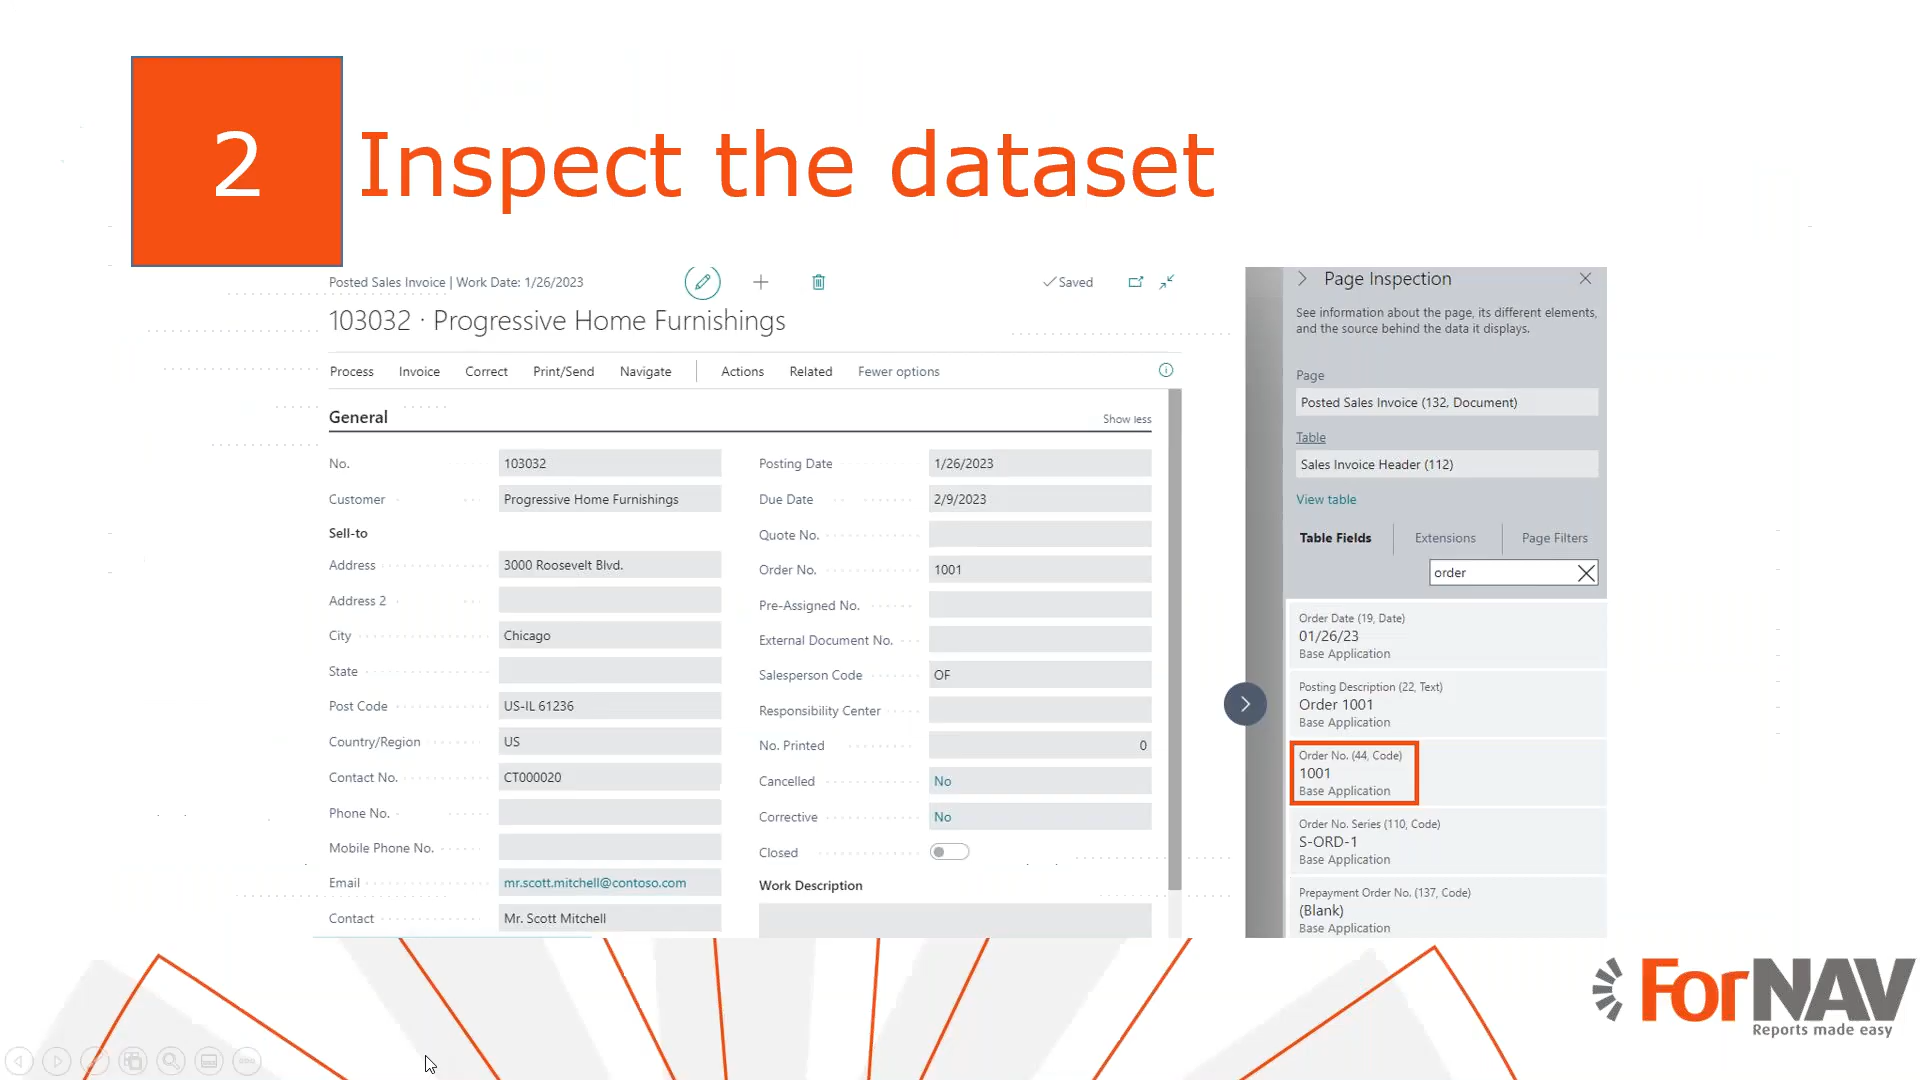 2
Inspect the dataset
Posted Sales Invoice | Work Date: 1/26/2023
Saved
103032 · Progressive Home Furnishings
Process Invoice Correct Print/Send Navigate Actions Related Fewer options
General
Show less
No. 103032
Customer Progressive Home Furnishings
Sell-to
Address 3000 Roosevelt Blvd.
Address 2
City Chicago
State
Post Code US-IL 61236
Country/Region US
Contact No. CT000020
Phone No.
Mobile Phone No.
Email mr.scott.mitchell@contoso.com
Contact Mr. Scott Mitchell
Posting Date 1/26/2023
Due Date 2/9/2023
Quote No.
Order No. 1001
Pre-Assigned No.
External Document No.
Salesperson Code OF
Responsibility Center
No. Printed 0
Cancelled No
Corrective No
Closed
Work Description
Page Inspection
See information about the page, its different elements,
and the source behind the data it displays.
Page
Posted Sales Invoice (132, Document)
Table
Sales Invoice Header (112)
View table
Table Fields Extensions Page Filters
order
Order Date (19, Date)
01/26/23
Base Application
Posting Description (22, Text)
Order 1001
Base Application
Order No. (44, Code)
1001
Base Application
Order No. Series (110, Code)
S-ORD-1
Base Application
Prepayment Order No. (137, Code)
(Blank)
Base Application
ForNAV
Reports made easy